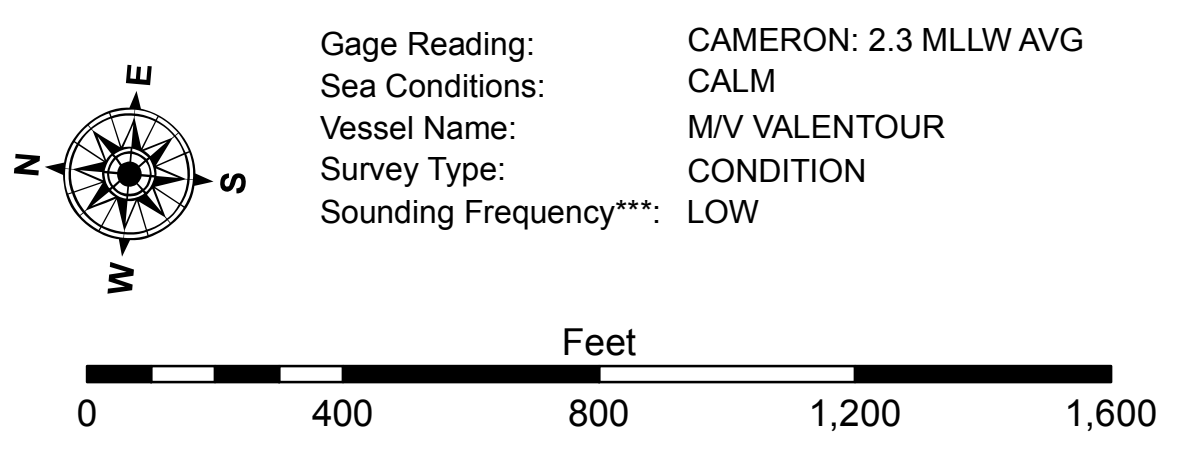 E
N
S
W
Gage Reading: CAMERON: 2.3 MLLW AVG
Sea Conditions: CALM
Vessel Name: M/V VALENTOUR
Survey Type: CONDITION
Sounding Frequency***: LOW
Feet
0 400 800 1,200 1,600